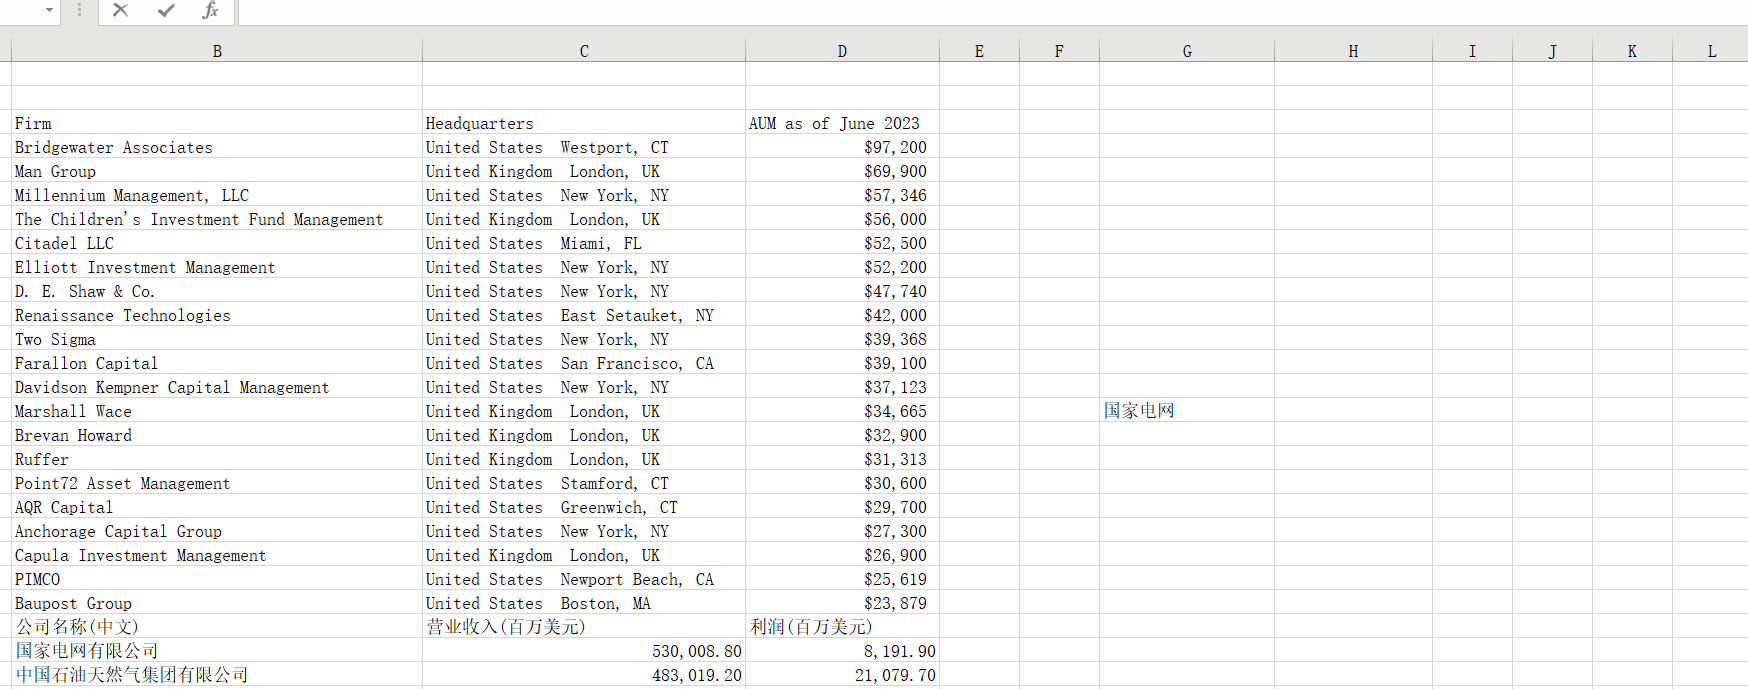 B C D E F G H I J K L
Firm Headquarters AUM as of June 2023
Bridgewater Associates United States  Westport, CT $97,200
Man Group United Kingdom  London, UK $69,900
Millennium Management, LLC United States  New York, NY $57,346
The Children's Investment Fund Management United Kingdom  London, UK $56,000
Citadel LLC United States  Miami, FL $52,500
Elliott Investment Management United States  New York, NY $52,200
D. E. Shaw & Co. United States  New York, NY $47,740
Renaissance Technologies United States  East Setauket, NY $42,000
Two Sigma United States  New York, NY $39,368
Farallon Capital United States  San Francisco, CA $39,100
Davidson Kempner Capital Management United States  New York, NY $37,123
Marshall Wace United Kingdom  London, UK $34,665 国家电网
Brevan Howard United Kingdom  London, UK $32,900
Ruffer United Kingdom  London, UK $31,313
Point72 Asset Management United States  Stamford, CT $30,600
AQR Capital United States  Greenwich, CT $29,700
Anchorage Capital Group United States  New York, NY $27,300
Capula Investment Management United Kingdom  London, UK $26,900
PIMCO United States  Newport Beach, CA $25,619
Baupost Group United States  Boston, MA $23,879
公司名称(中文) 营业收入(百万美元) 利润(百万美元)
国家电网有限公司 530,008.80 8,191.90
中国石油天然气集团有限公司 483,019.20 21,079.70